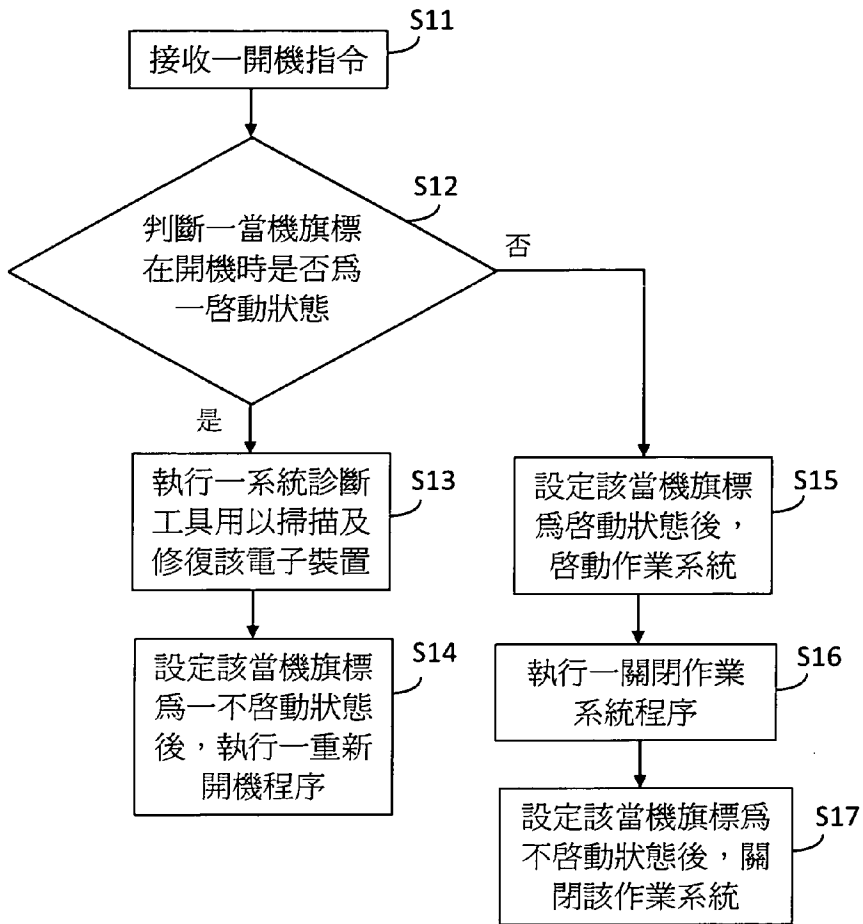 S11
接收一開機指令
S12
判斷一當機旗標
在開機時是否爲
一啓動狀態
否
是
執行一系統診斷
工具用以掃描及
修復該電子裝置
S13
設定該當機旗標
爲啓動狀態後，
啓動作業系統
S15
設定該當機旗標
爲一不啓動狀態
後，執行一重新
開機程序
S14
執行一關閉作業
系統程序
S16
設定該當機旗標爲
不啓動狀態後，關
閉該作業系統
S17